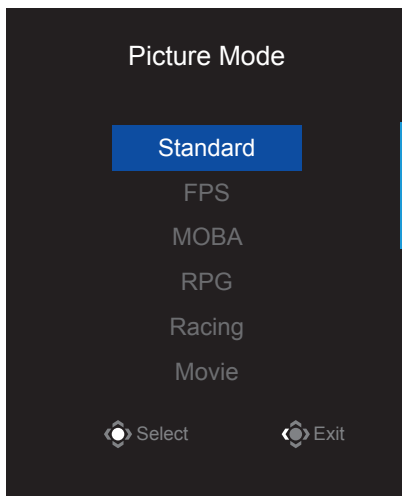 Picture Mode
Standard
FPS
MOBA
RPG
Racing
Movie
Select Exit